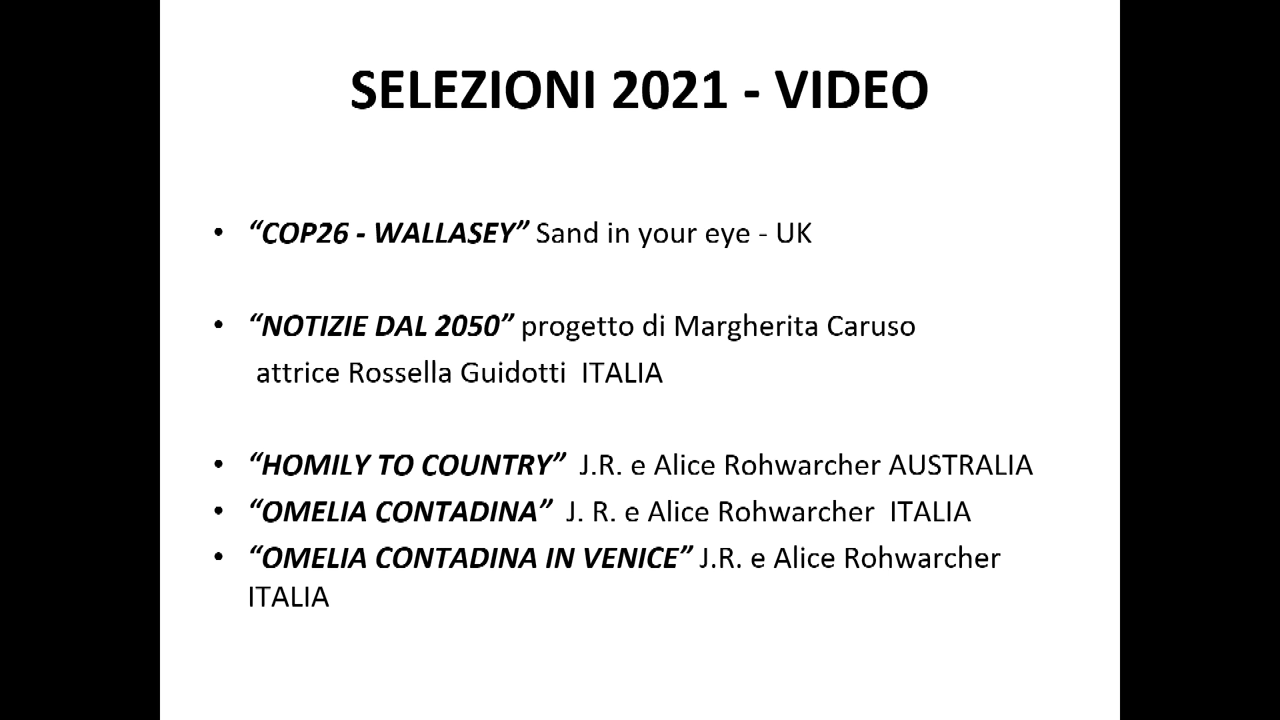 SELEZIONI 2021 - VIDEO
• “COP26 - WALLASEY” Sand in your eye - UK
• “NOTIZIE DAL 2050” progetto di Margherita Caruso
attrice Rossella Guidotti ITALIA
• “HOMILY TO COUNTRY” J.R. e Alice Rohwarcher AUSTRALIA
• “OMELIA CONTADINA” J. R. e Alice Rohwarcher ITALIA
• “OMELIA CONTADINA IN VENICE” J.R. e Alice Rohwarcher
ITALIA